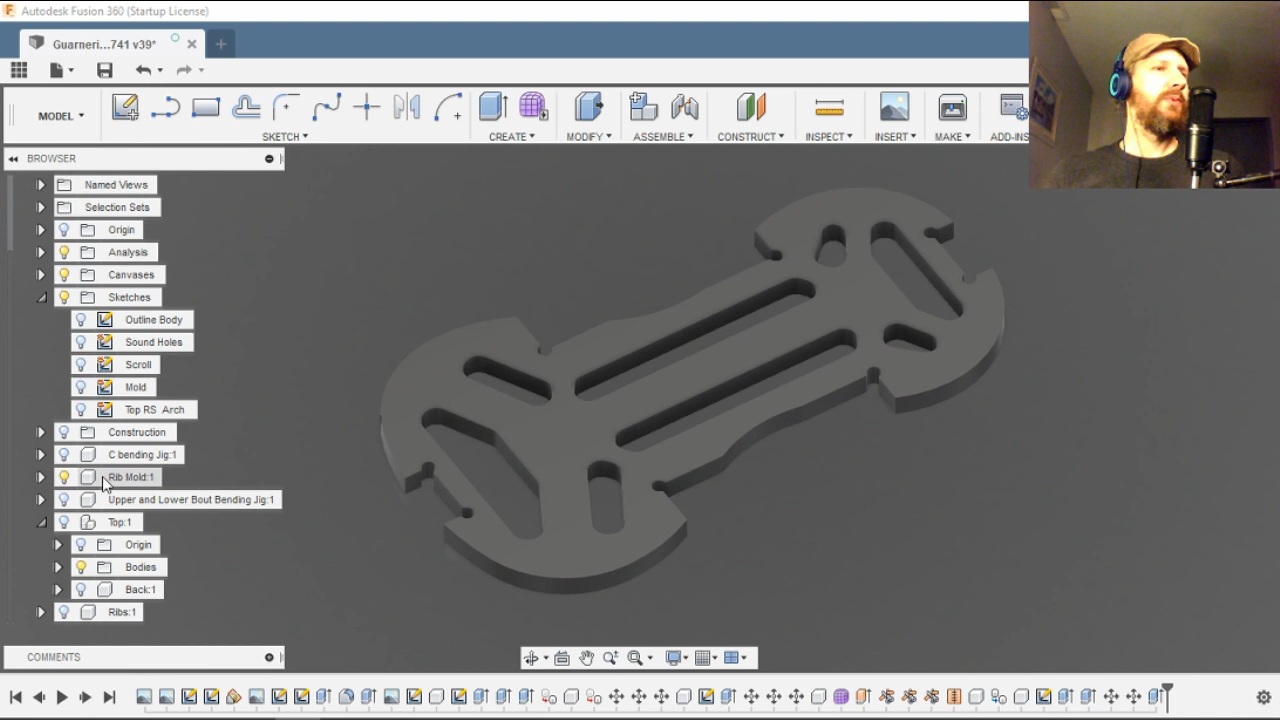 Autodesk Fusion 360 (Startup License)
Guarneri...741 v39*
MODEL
SKETCH
CREATE
MODIFY
ASSEMBLE
CONSTRUCT
INSPECT
INSERT
MAKE
ADD-INS
BROWSER
Named Views
Selection Sets
Origin
Analysis
Canvases
Sketches
Outline Body
Sound Holes
Scroll
Mold
Top RS Arch
Construction
C bending Jig:1
Rib Mold:1
Upper and Lower Bout Bending Jig:1
Top:1
Origin
Bodies
Back:1
Ribs:1
COMMENTS